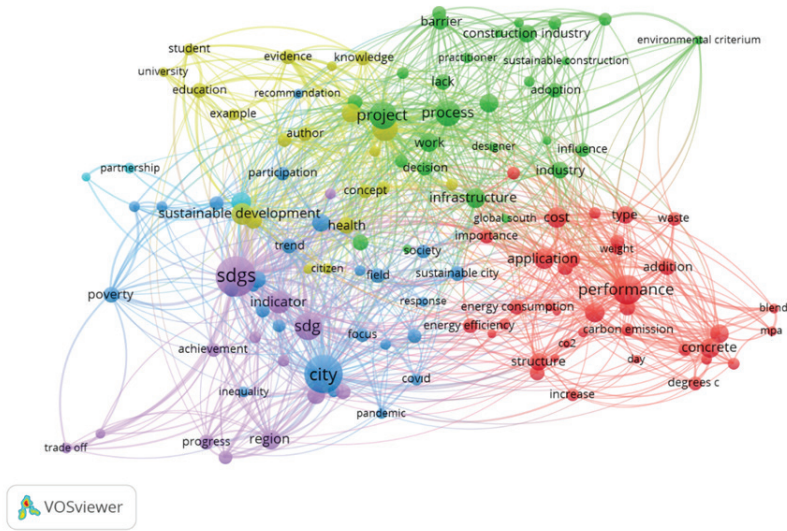 barrier
construction industry
environmental criterium
student
evidence
knowledge
practitioner
sustainable construction
university
lack
education
recommendation
adoption
example
project
process
author
work
designer
influence
partnership
participation
decision
industry
concept
infrastructure
sustainable development
health
global south
cost
type
waste
importance
trend
society
weight
citizen
field
sustainable city
application
addition
sdgs
poverty
indicator
response
performance
energy consumption
blend
sdg
focus
energy efficiency
carbon emission
mpa
achievement
co2
concrete
structure
day
city
covid
degrees c
inequality
increase
pandemic
progress
region
trade off
VOSviewer